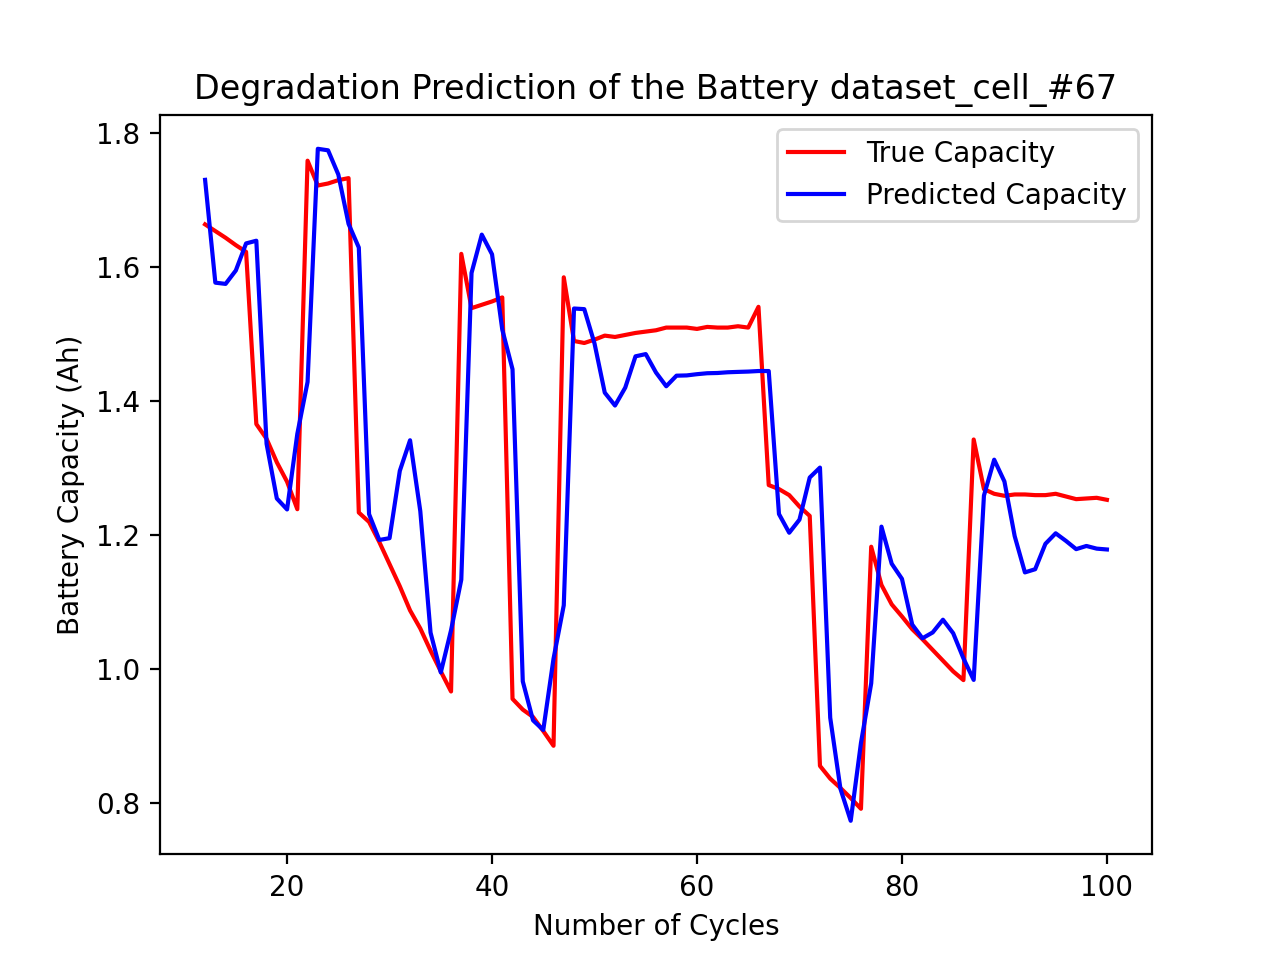 Degradation Prediction of the Battery dataset_cell_#67
True Capacity
Predicted Capacity
Battery Capacity (Ah)
1.8
1.6
1.4
1.2
1.0
0.8
20 40 60 80 100
Number of Cycles